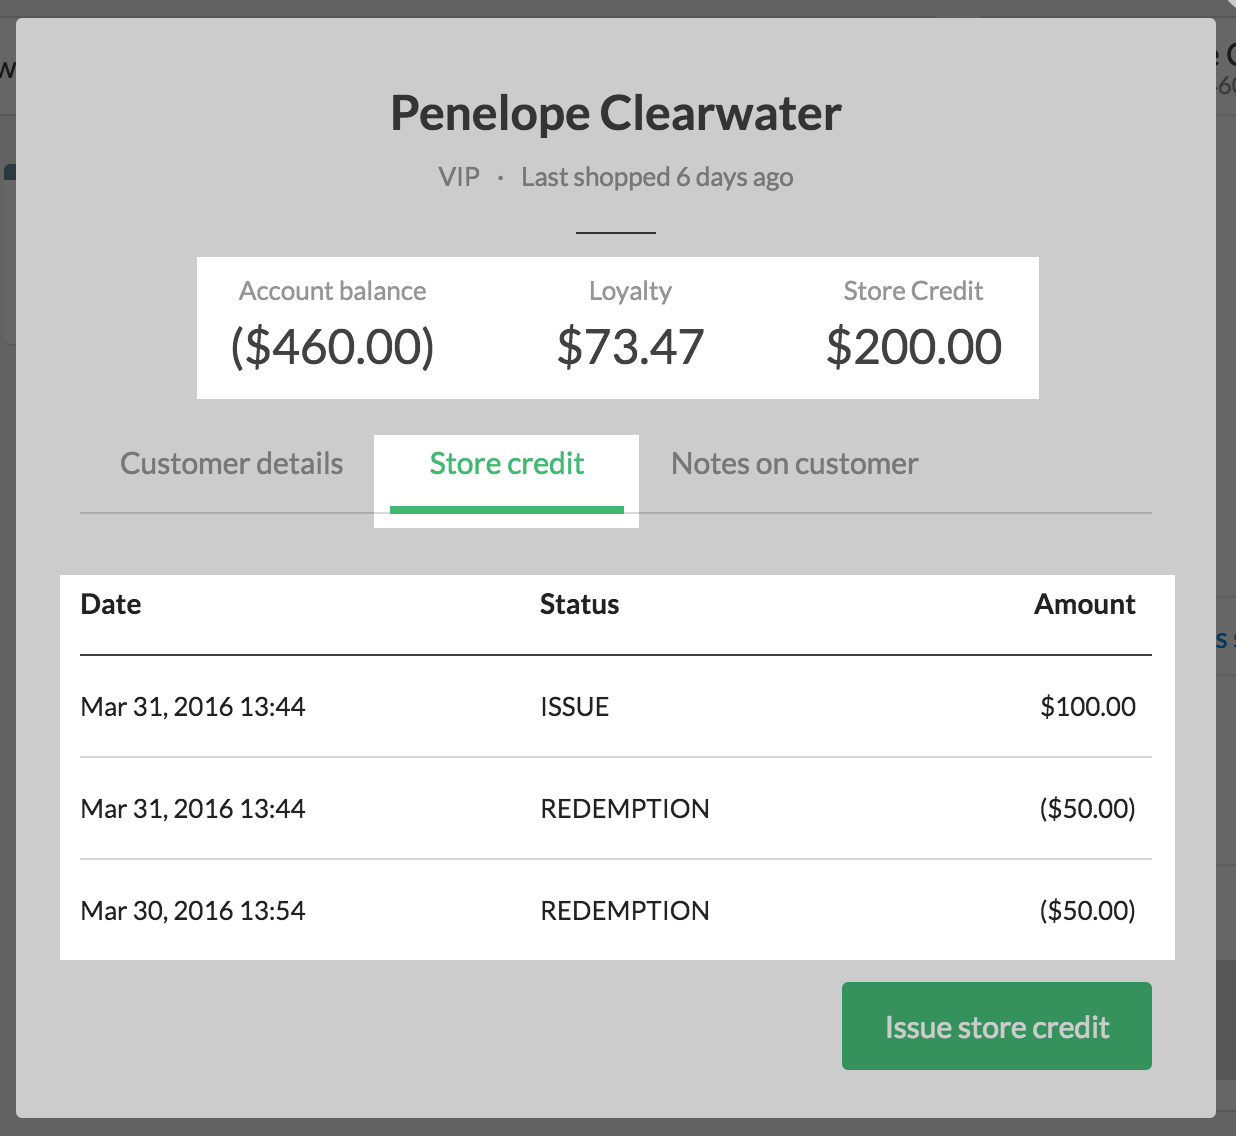 Penelope Clearwater
VIP · Last shopped 6 days ago
Account balance Loyalty Store Credit
($460.00) $73.47 $200.00
Customer details Store credit Notes on customer
Date Status Amount
Mar 31, 2016 13:44 ISSUE $100.00
Mar 31, 2016 13:44 REDEMPTION ($50.00)
Mar 30, 2016 13:54 REDEMPTION ($50.00)
Issue store credit